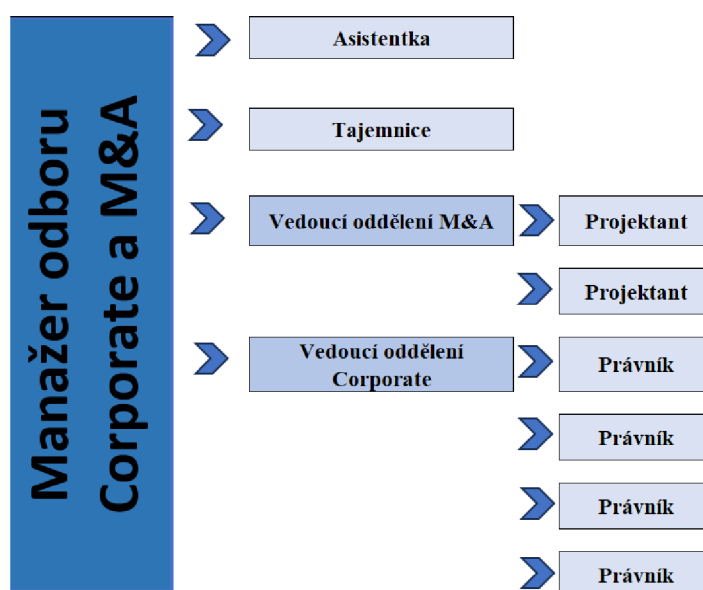 Manažer odboru
Corporate a M&A
Asistentka
Tajemnice
Vedoucí oddělení M&A
Projektant
Projektant
Vedoucí oddělení
Corporate
Právník
Právník
Právník
Právník